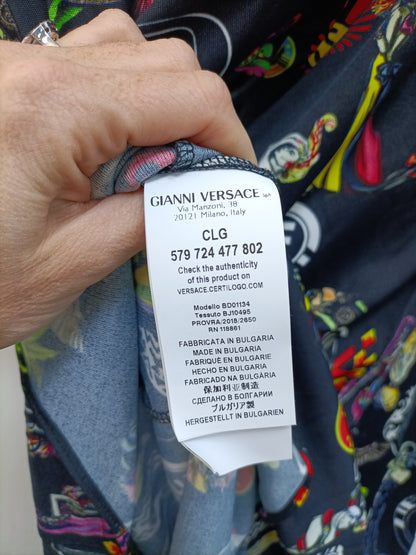 GIANNI VERSACE SpA
Via Manzoni, 38
20121 Milano, Italy
CLG
579 724 477 802
Check the authenticity
of this product on
VERSACE.CERTILOGO.COM
Modello BD01134
Tessuto BJ10495
PROVRA/2018/2650
RN 118861
FABBRICATA IN BULGARIA
MADE IN BULGARIA
FABRIQUÉ EN BULGARIE
HECHO EN BULGARIA
FABRICADO NA BULGARIA
保加利亚制造
СДЕЛАНО В БОЛГАРИИ
ブルガリア製
HERGESTELLT IN BULGARIEN